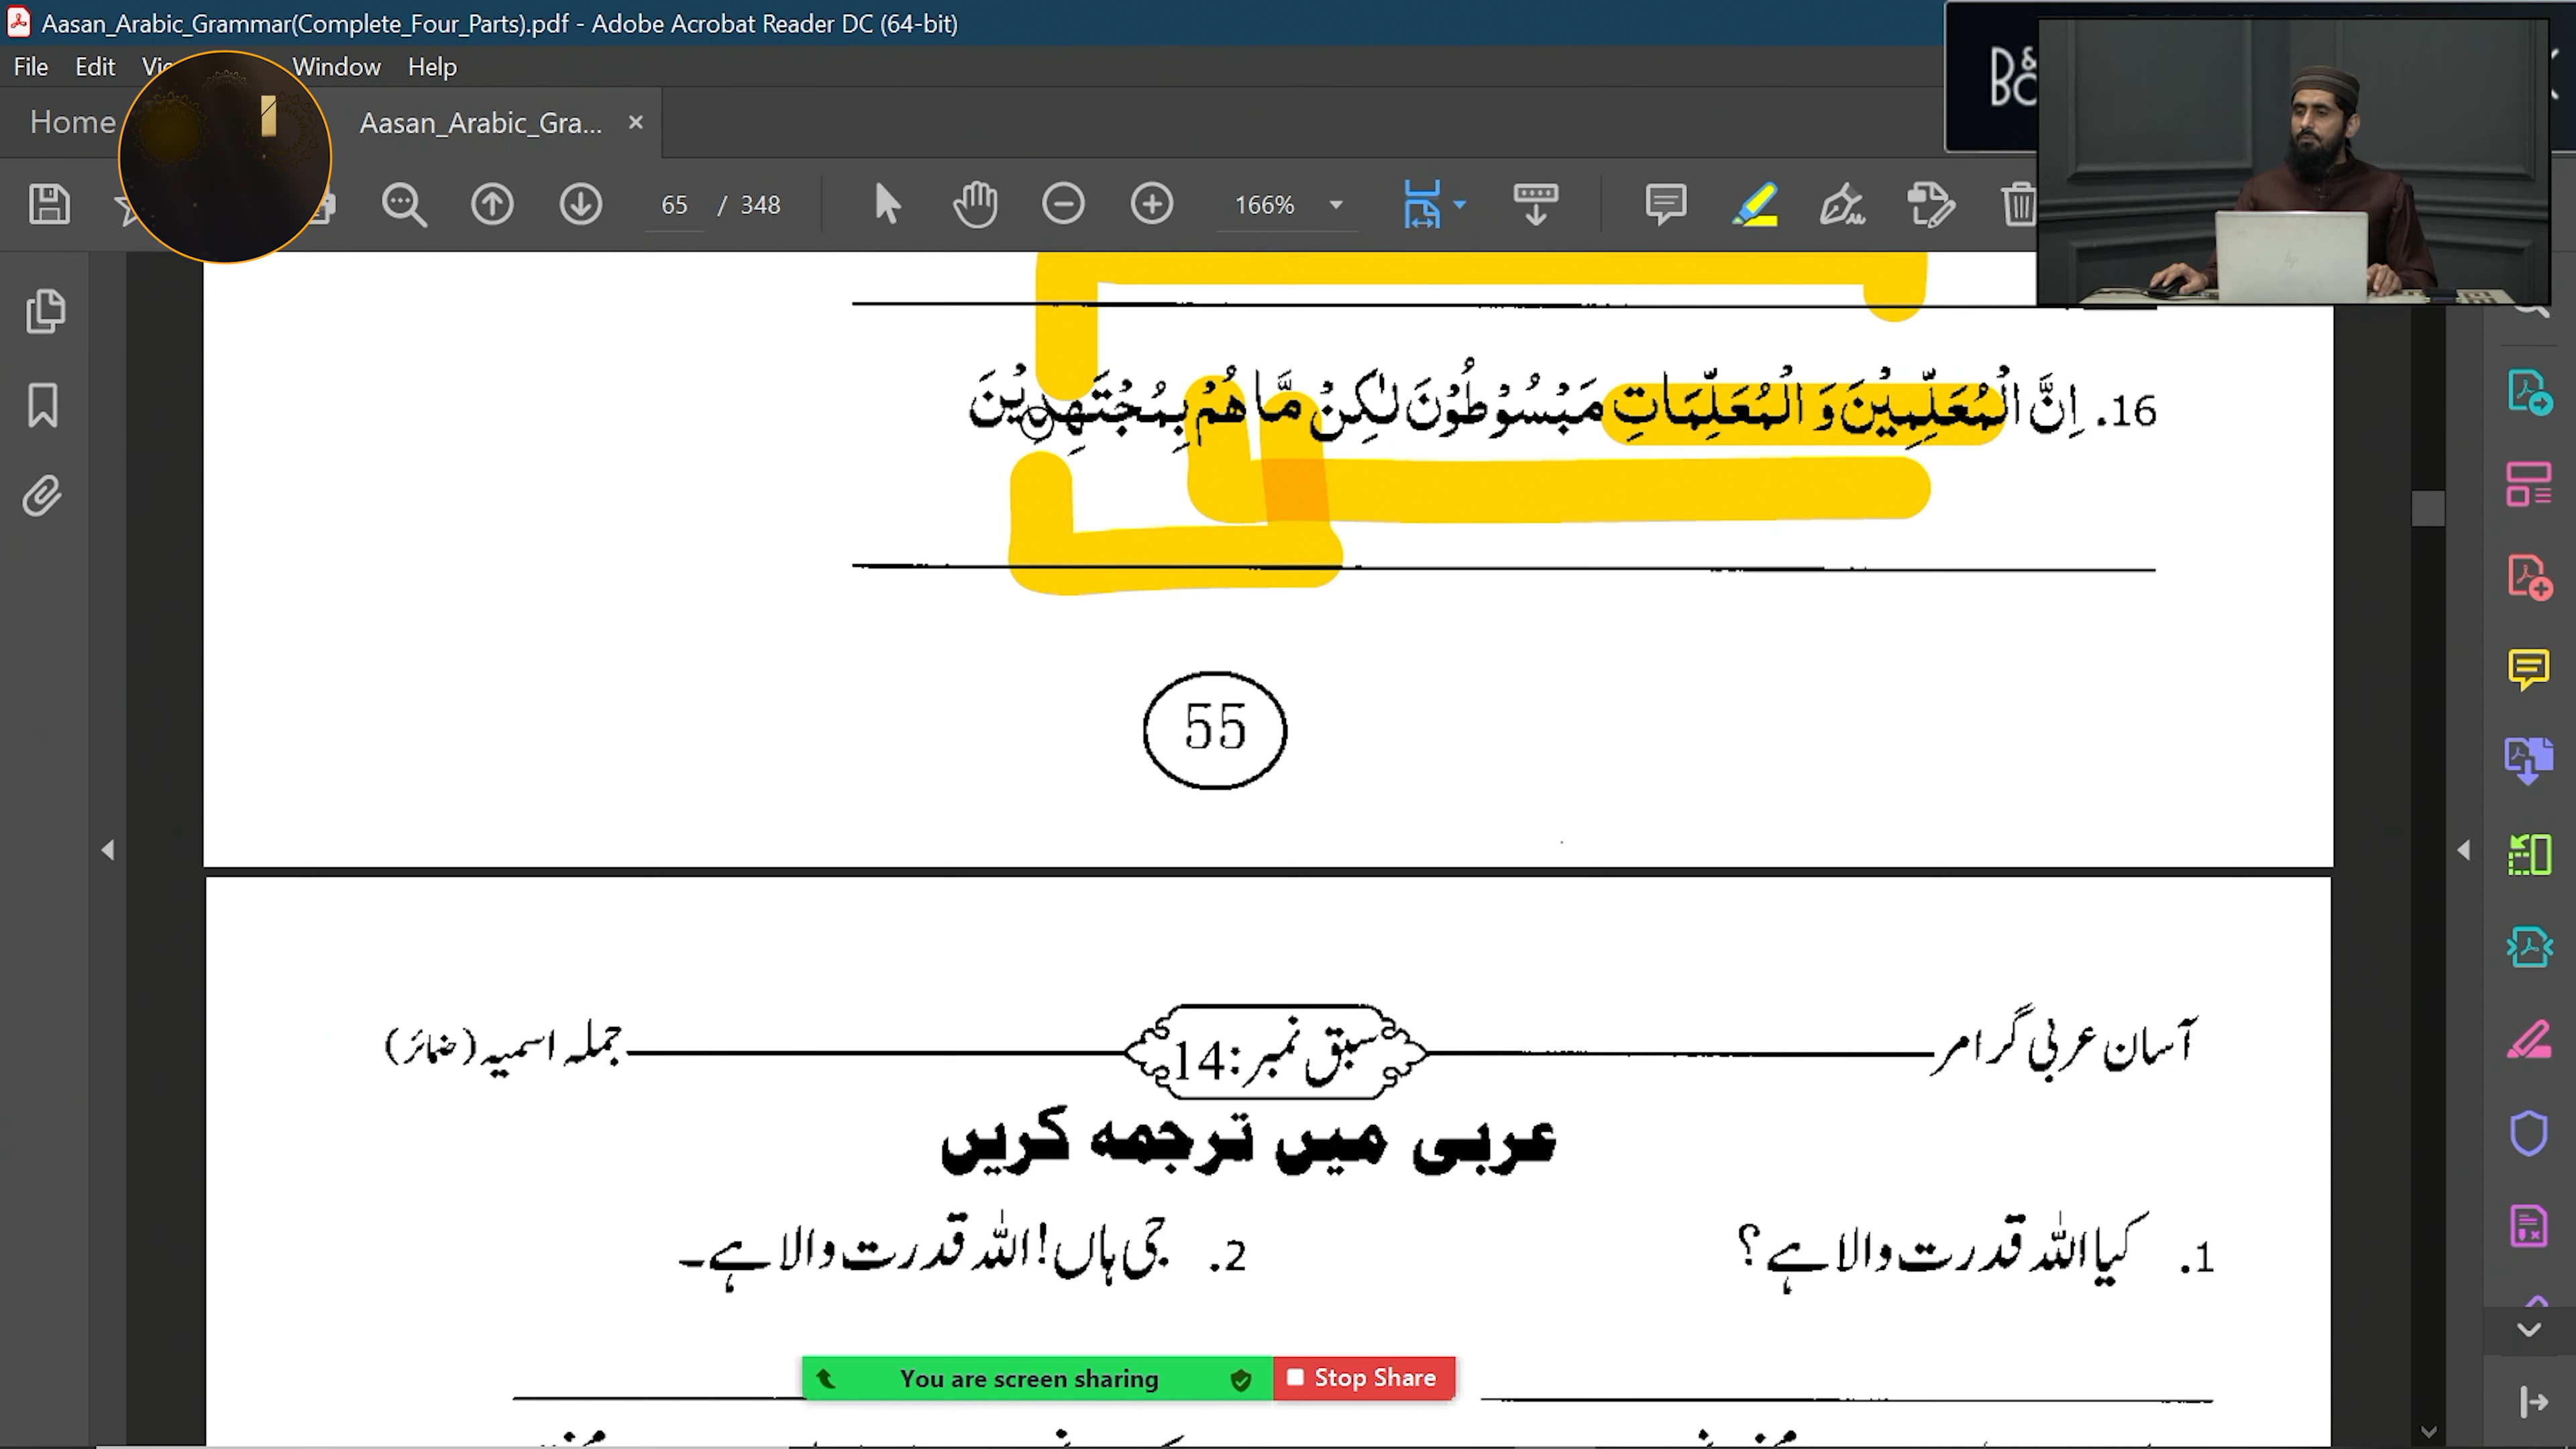 Aasan_Arabic_Grammar(Complete_Four_Parts).pdf - Adobe Acrobat Reader DC (64-bit)
File Edit Window Help
Home Aasan_Arabic_Gra... ×
65 / 348 166%
16. اِنَّ الْمُعَلِّمِيْنَ وَ الْمُعَلِّمَاتِ مَبْسُوْطُوْنَ لٰكِنْ مَّا هُمْ بِمُجْتَهِدِيْنَ
55
آسان عربی گرامر سبق نمبر:14 جملہ اسمیہ (ضمائر)
عربی میں ترجمہ کریں
1. کیا اللہ قدرت والا ہے؟ 2. جی ہاں! اللہ قدرت والا ہے۔
You are screen sharing Stop Share